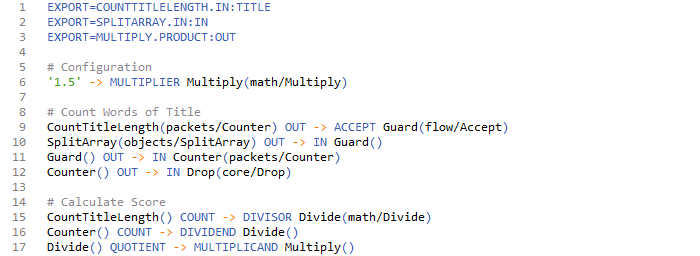 1 EXPORT=COUNTTITLELENGTH.IN:TITLE
2 EXPORT=SPLITARRAY.IN:IN
3 EXPORT=MULTIPLY.PRODUCT:OUT
4
5 # Configuration
6 '1.5' -> MULTIPLIER Multiply(math/Multiply)
7
8 # Count Words of Title
9 CountTitleLength(packets/Counter) OUT -> ACCEPT Guard(flow/Accept)
10 SplitArray(objects/SplitArray) OUT -> IN Guard()
11 Guard() OUT -> IN Counter(packets/Counter)
12 Counter() OUT -> IN Drop(core/Drop)
13
14 # Calculate Score
15 CountTitleLength() COUNT -> DIVISOR Divide(math/Divide)
16 Counter() COUNT -> DIVIDEND Divide()
17 Divide() QUOTIENT -> MULTIPLICAND Multiply()